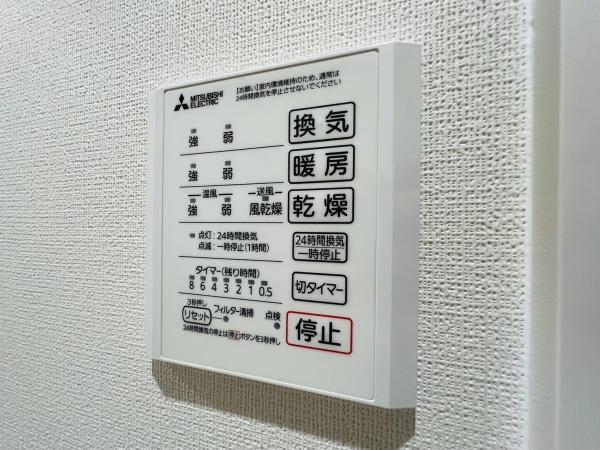 MITSUBISHI
ELECTRIC
[お願い]室内環境維持のため、通常は
24時間換気を停止させないでください
強 弱 換気
強 弱 暖房
温風 送風
強 弱 風乾燥 乾燥
点灯:24時間換気
点滅:一時停止(1時間)
24時間換気
一時停止
タイマー(残り時間)
8 6 4 3 2 1 0.5
切タイマー
3秒押し
リセット フィルター清掃 点検
停止
24時間換気の停止は停止ボタンを3秒押し